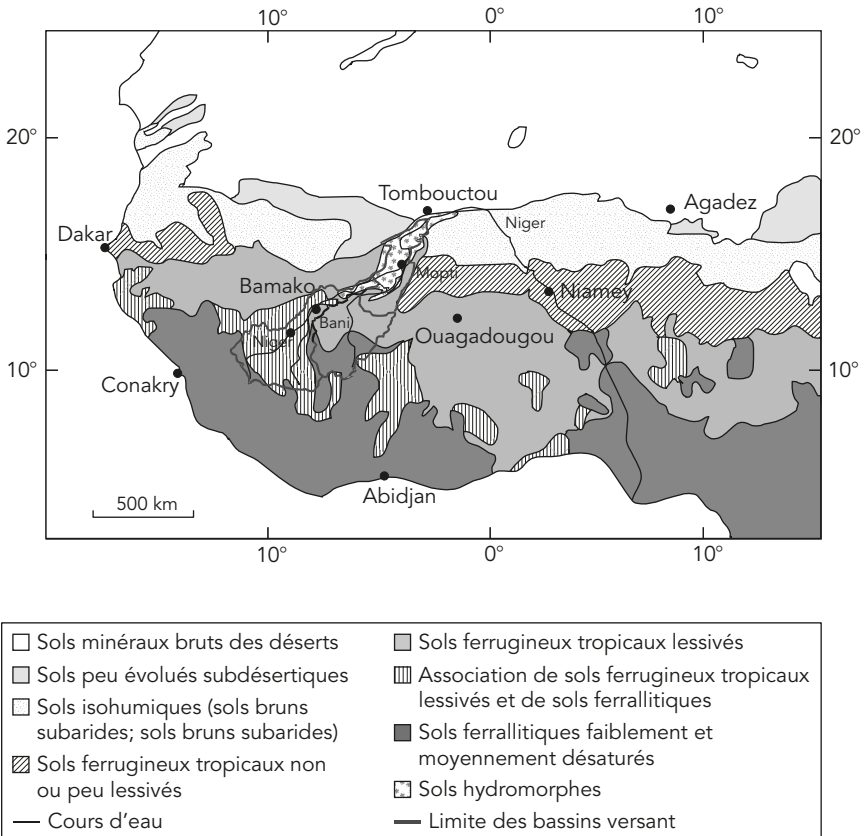 10° 0° 10°
20° 20°
Tombouctou
Agadez
Niger
Dakar
Mopti
Bamako
Niamey
Bani
Ouagadougou
Niger
10° 10°
Conakry
Abidjan
500 km
10° 0° 10°
Sols minéraux bruts des déserts
Sols peu évolués subdésertiques
Sols isohumiques (sols bruns
subarides; sols bruns subarides)
Sols ferrugineux tropicaux non
ou peu lessivés
Cours d'eau
Sols ferrugineux tropicaux lessivés
Association de sols ferrugineux tropicaux
lessivés et de sols ferrallitiques
Sols ferrallitiques faiblement et
moyennement désaturés
Sols hydromorphes
Limite des bassins versant